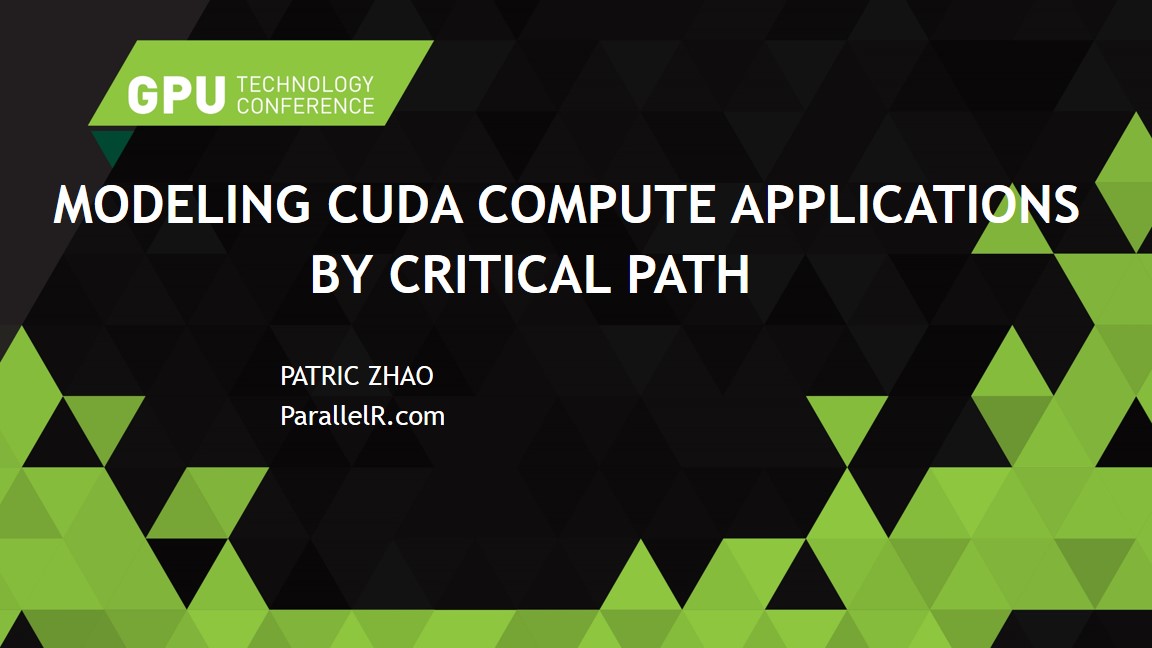 GPU TECHNOLOGY
CONFERENCE
MODELING CUDA COMPUTE APPLICATIONS
BY CRITICAL PATH
PATRIC ZHAO
ParallelR.com